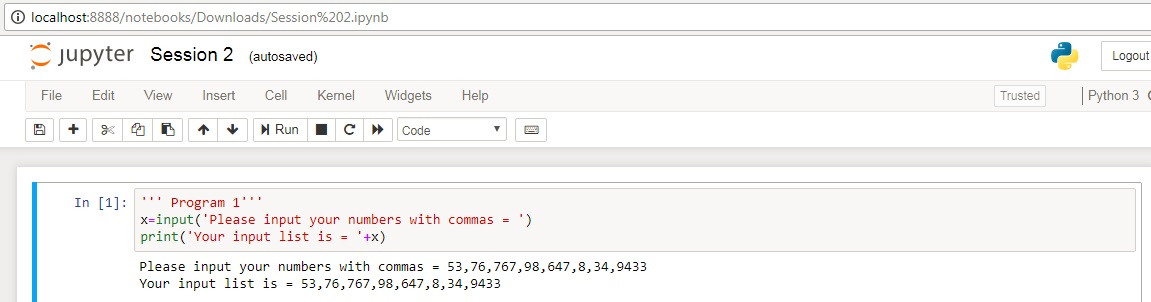 localhost:8888/notebooks/Downloads/Session%202.ipynb
jupyter Session 2 (autosaved)
Logout
File Edit View Insert Cell Kernel Widgets Help
Trusted
Python 3
Run
Code
In [1]: ''' Program 1'''
x=input('Please input your numbers with commas = ')
print('Your input list is = '+x)
Please input your numbers with commas = 53,76,767,98,647,8,34,9433
Your input list is = 53,76,767,98,647,8,34,9433